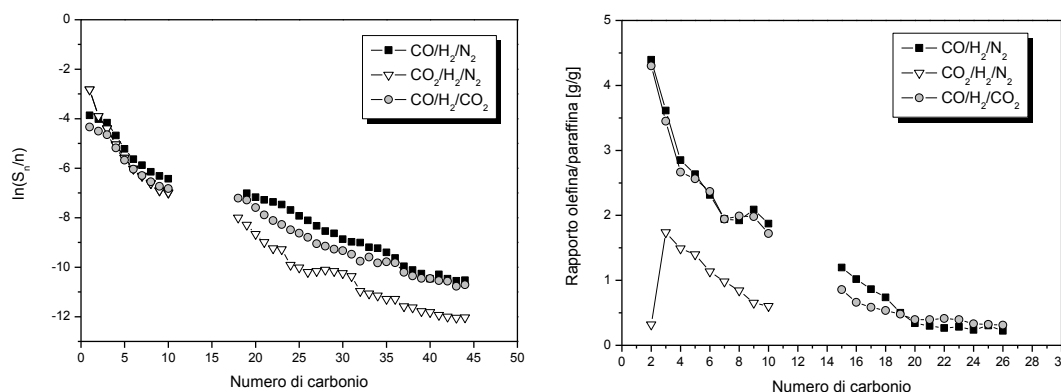 0
-2
-4
-6
-8
-10
-12
0 5 10 15 20 25 30 35 40 45 50
ln(Sₙ/n)
Numero di carbonio
CO/H₂/N₂
CO₂/H₂/N₂
CO/H₂/CO₂
5
4
3
2
1
0
0 2 4 6 8 10 12 14 16 18 20 22 24 26 28
Rapporto olefina/paraffina [g/g]
Numero di carbonio
CO/H₂/N₂
CO₂/H₂/N₂
CO/H₂/CO₂